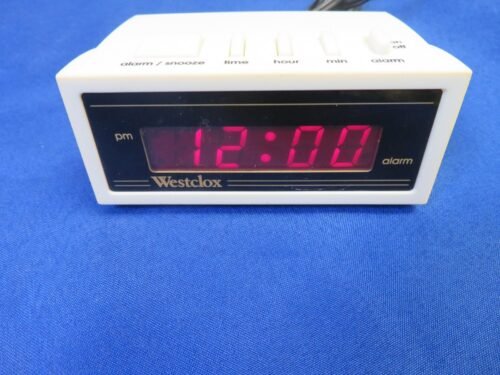 on
off
alarm / snooze time hour min alarm
pm 12:00 alarm
Westclox